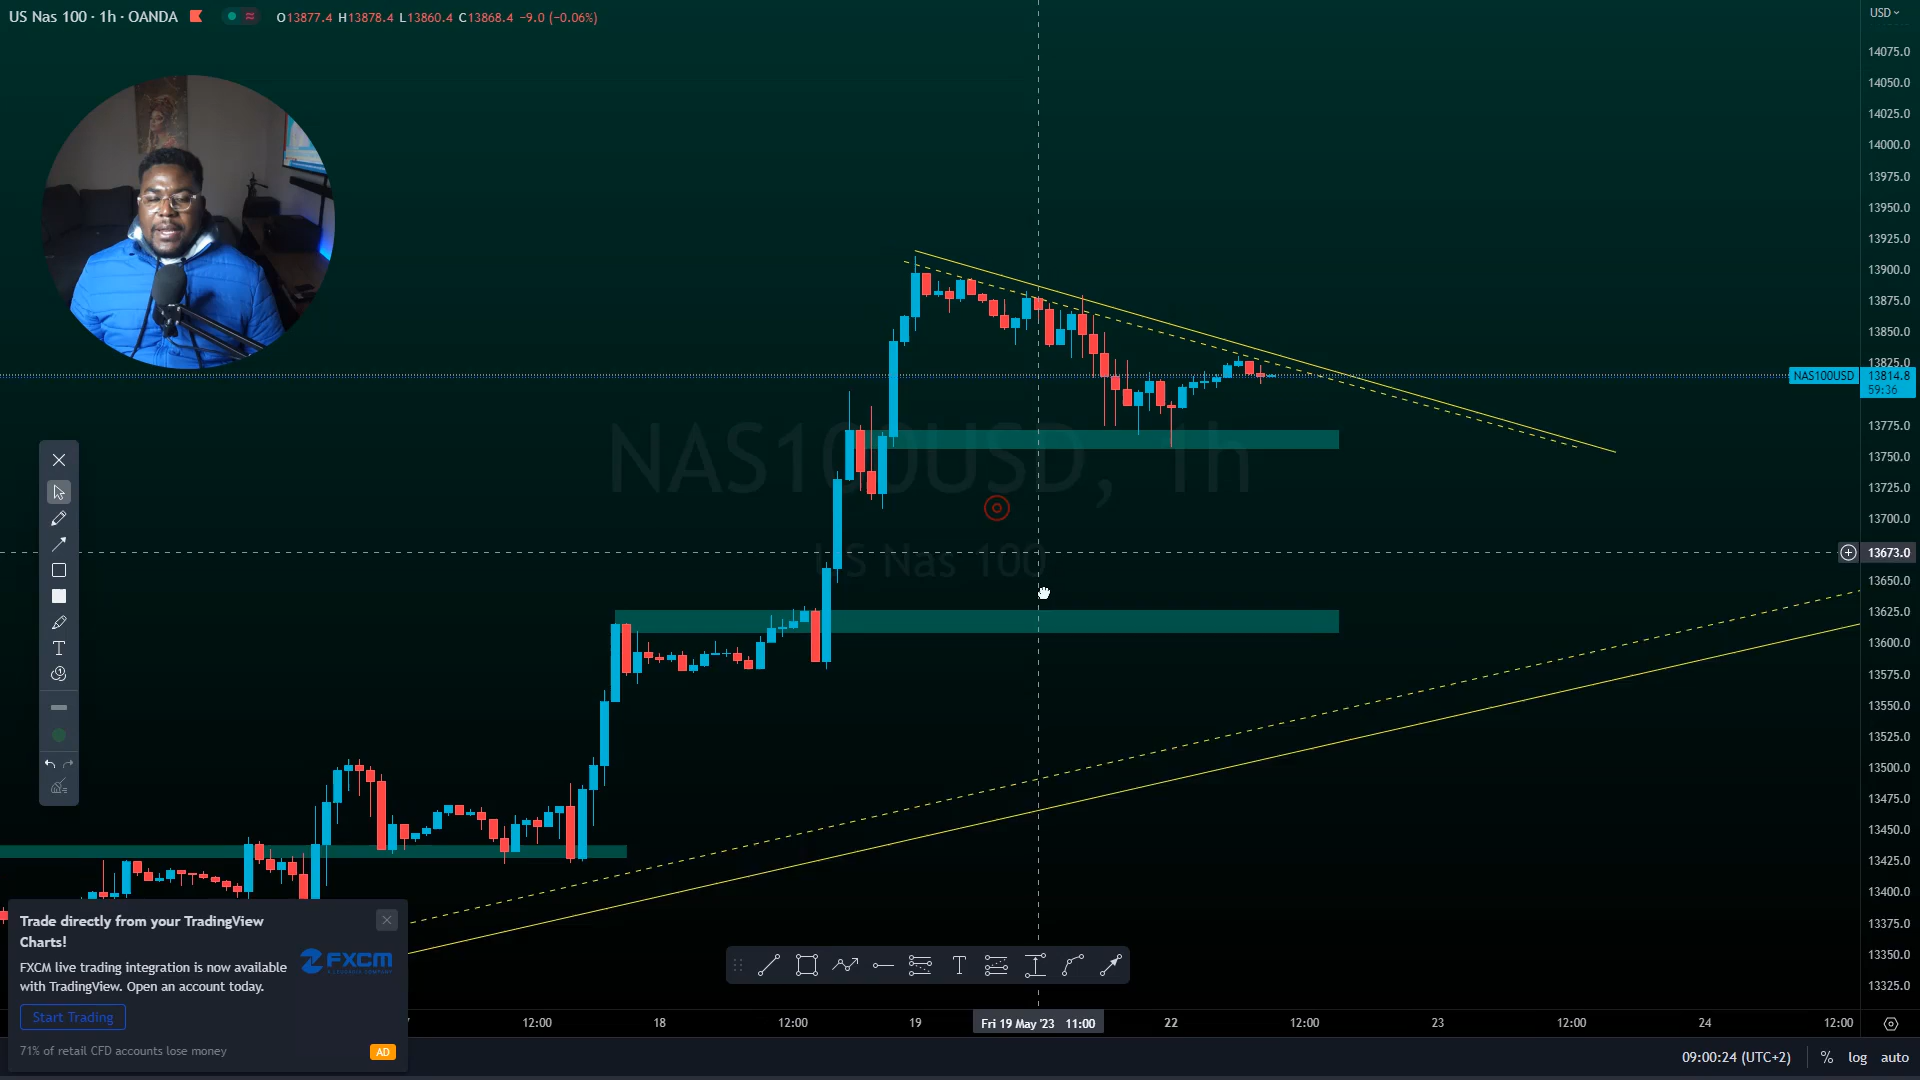 US Nas 100 · 1h · OANDA
O13877.4 H13878.4 L13860.4 C13868.4 −9.0 (−0.06%)
USD
14075.0
14050.0
14025.0
14000.0
13975.0
13950.0
13925.0
13900.0
13875.0
13850.0
13825.0
NAS100USD
13814.8
59:36
13775.0
13750.0
13725.0
13700.0
13673.0
13650.0
13625.0
13600.0
13575.0
13550.0
13525.0
13500.0
13475.0
13450.0
13425.0
13400.0
13375.0
13350.0
13325.0
NAS100USD, 1h
US Nas 100
Trade directly from your TradingView
Charts!
FXCM live trading integration is now available
with TradingView. Open an account today.
FXCM
Start Trading
71% of retail CFD accounts lose money
AD
12:00
18
12:00
19
Fri 19 May '23 11:00
22
12:00
23
12:00
24
12:00
09:00:24 (UTC+2)
%
log
auto